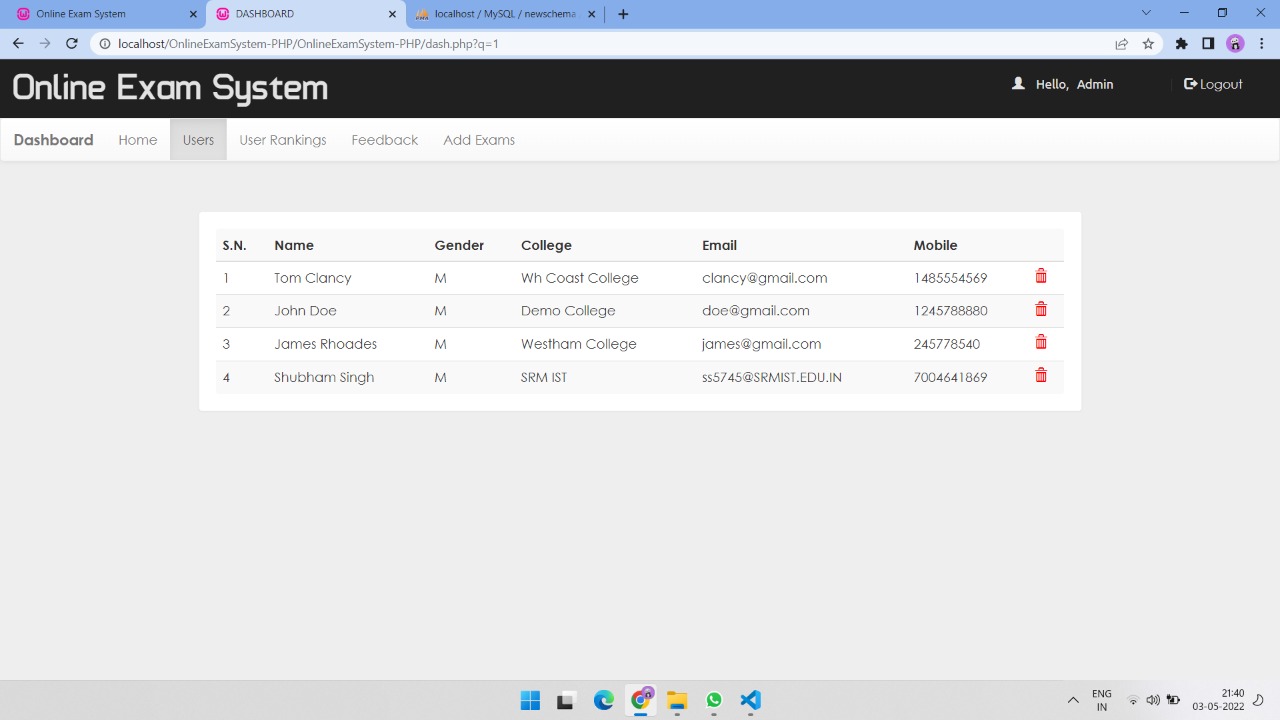 Online Exam System DASHBOARD localhost / MySQL / newschema
localhost/OnlineExamSystem-PHP/OnlineExamSystem-PHP/dash.php?q=1
Online Exam System Hello, Admin Logout
Dashboard Home Users User Rankings Feedback Add Exams
S.N. Name Gender College Email Mobile
1 Tom Clancy M Wh Coast College clancy@gmail.com 1485554569
2 John Doe M Demo College doe@gmail.com 1245788880
3 James Rhoades M Westham College james@gmail.com 245778540
4 Shubham Singh M SRM IST ss5745@SRMIST.EDU.IN 7004641869
ENG 21:40
IN 03-05-2022